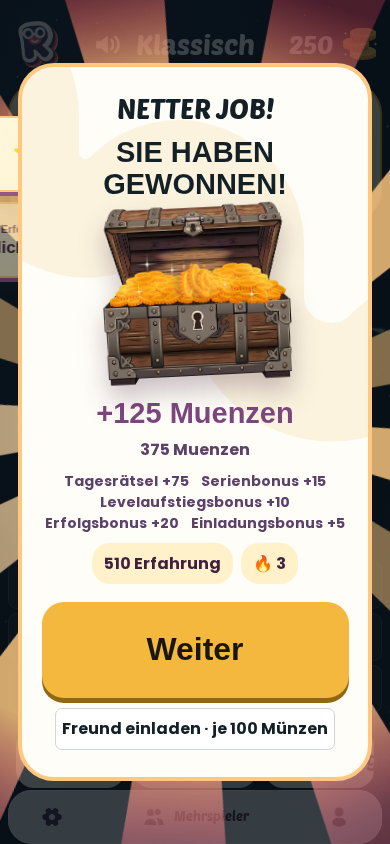 Klassisch 250
NETTER JOB!
SIE HABEN
GEWONNEN!
+125 Muenzen
375 Muenzen
Tagesrätsel +75 Serienbonus +15
Levelaufstiegsbonus +10
Erfolgsbonus +20 Einladungsbonus +5
510 Erfahrung 🔥 3
Weiter
Freund einladen · je 100 Münzen
Mehrspieler